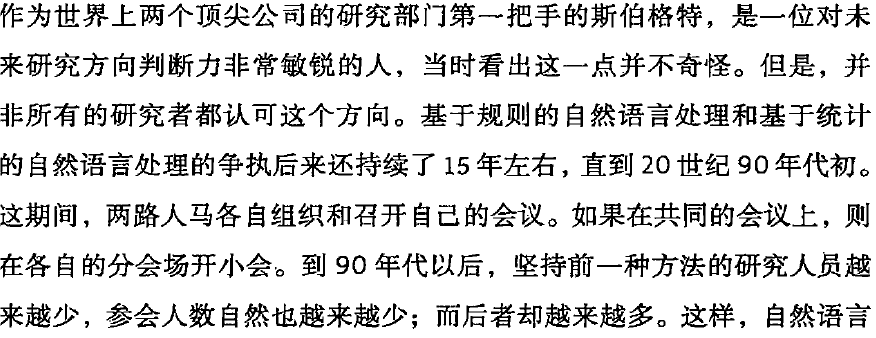 作为世界上两个顶尖公司的研究部门第一把手的斯伯格特，是一位对未
来研究方向判断力非常敏锐的人，当时看出这一点并不奇怪。但是，并
非所有的研究者都认可这个方向。基于规则的自然语言处理和基于统计
的自然语言处理的争执后来还持续了 15 年左右，直到 20 世纪 90 年代初。
这期间，两路人马各自组织和召开自己的会议。如果在共同的会议上，则
在各自的分会场开小会。到 90 年代以后，坚持前一种方法的研究人员越
来越少，参会人数自然也越来越少；而后者却越来越多。这样，自然语言